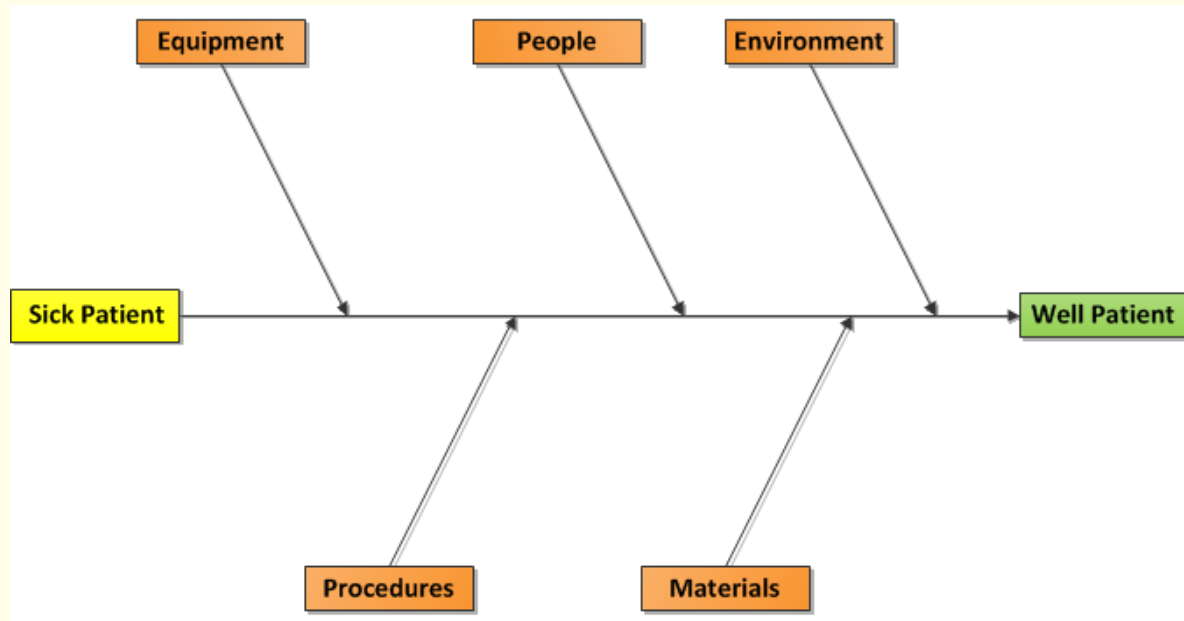 Equipment
People
Environment
Sick Patient
Well Patient
Procedures
Materials